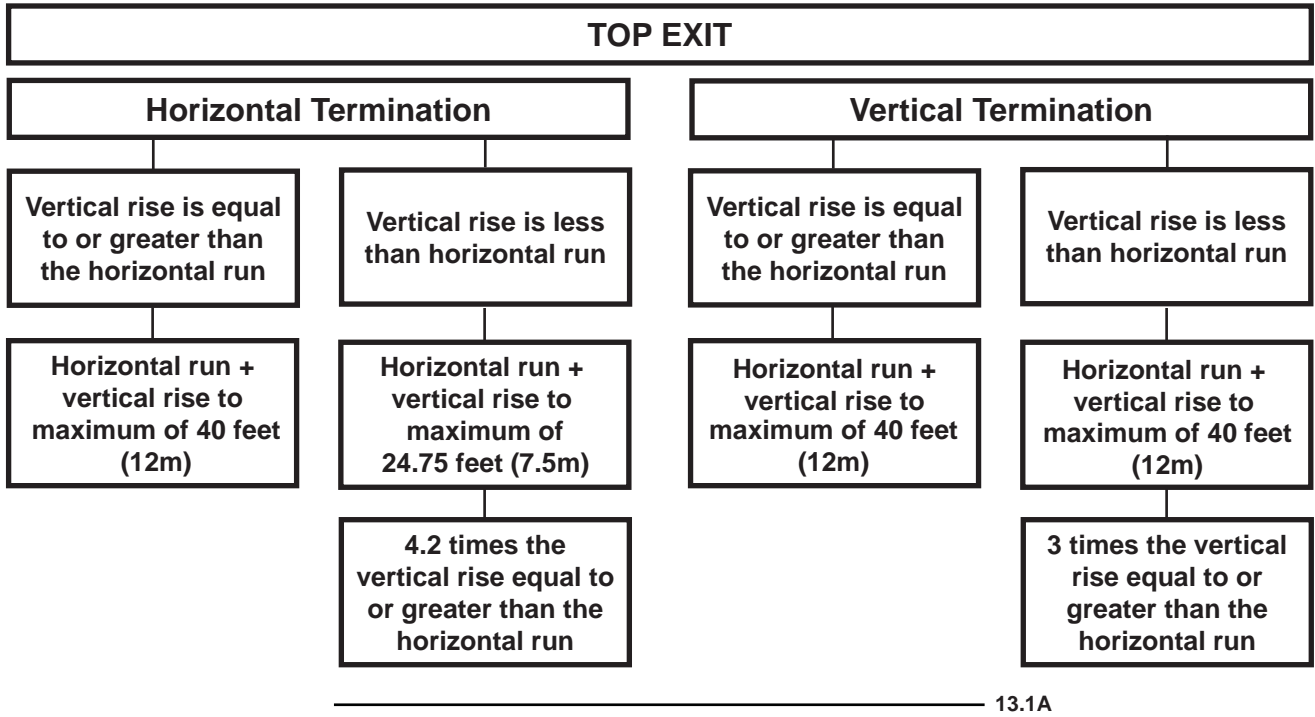 TOP EXIT
Horizontal Termination
Vertical Termination
Vertical rise is equal
to or greater than
the horizontal run
Vertical rise is less
than horizontal run
Vertical rise is equal
to or greater than
the horizontal run
Vertical rise is less
than horizontal run
Horizontal run +
vertical rise to
maximum of 40 feet
(12m)
Horizontal run +
vertical rise to
maximum of
24.75 feet (7.5m)
Horizontal run +
vertical rise to
maximum of 40 feet
(12m)
Horizontal run +
vertical rise to
maximum of 40 feet
(12m)
4.2 times the
vertical rise equal to
or greater than the
horizontal run
3 times the vertical
rise equal to or
greater than the
horizontal run
13.1A